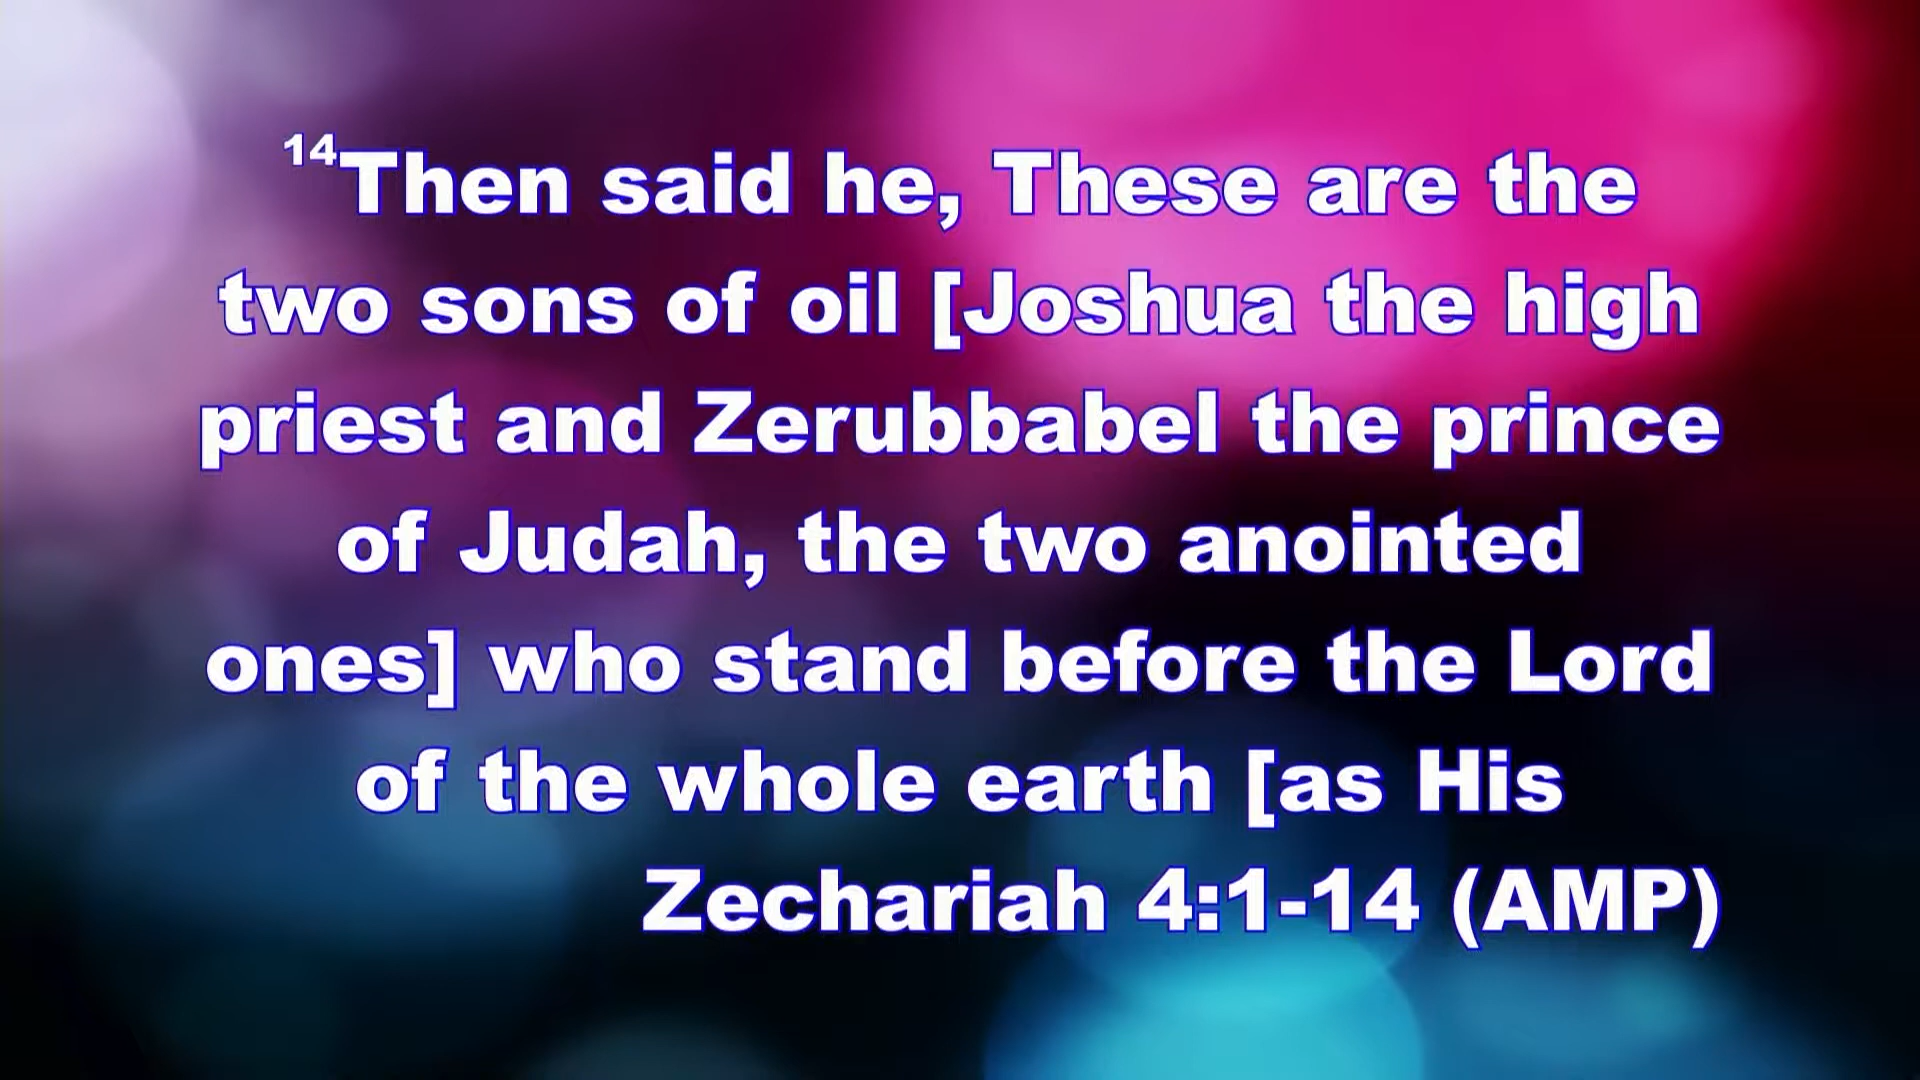 14Then said he, These are the
two sons of oil [Joshua the high
priest and Zerubbabel the prince
of Judah, the two anointed
ones] who stand before the Lord
of the whole earth [as His
Zechariah 4:1-14 (AMP)